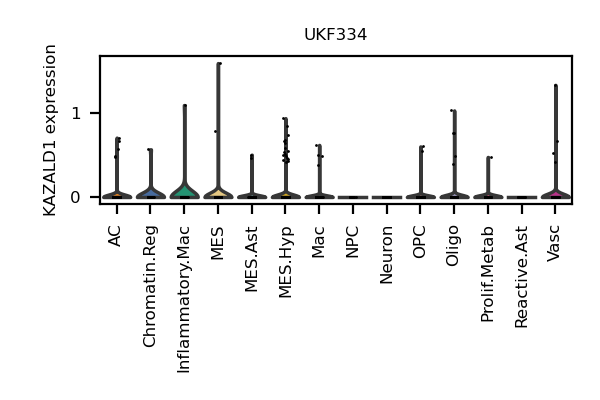 UKF334
KAZALD1 expression
1
0
AC
Chromatin.Reg
Inflammatory.Mac
MES
MES.Ast
MES.Hyp
Mac
NPC
Neuron
OPC
Oligo
Prolif.Metab
Reactive.Ast
Vasc